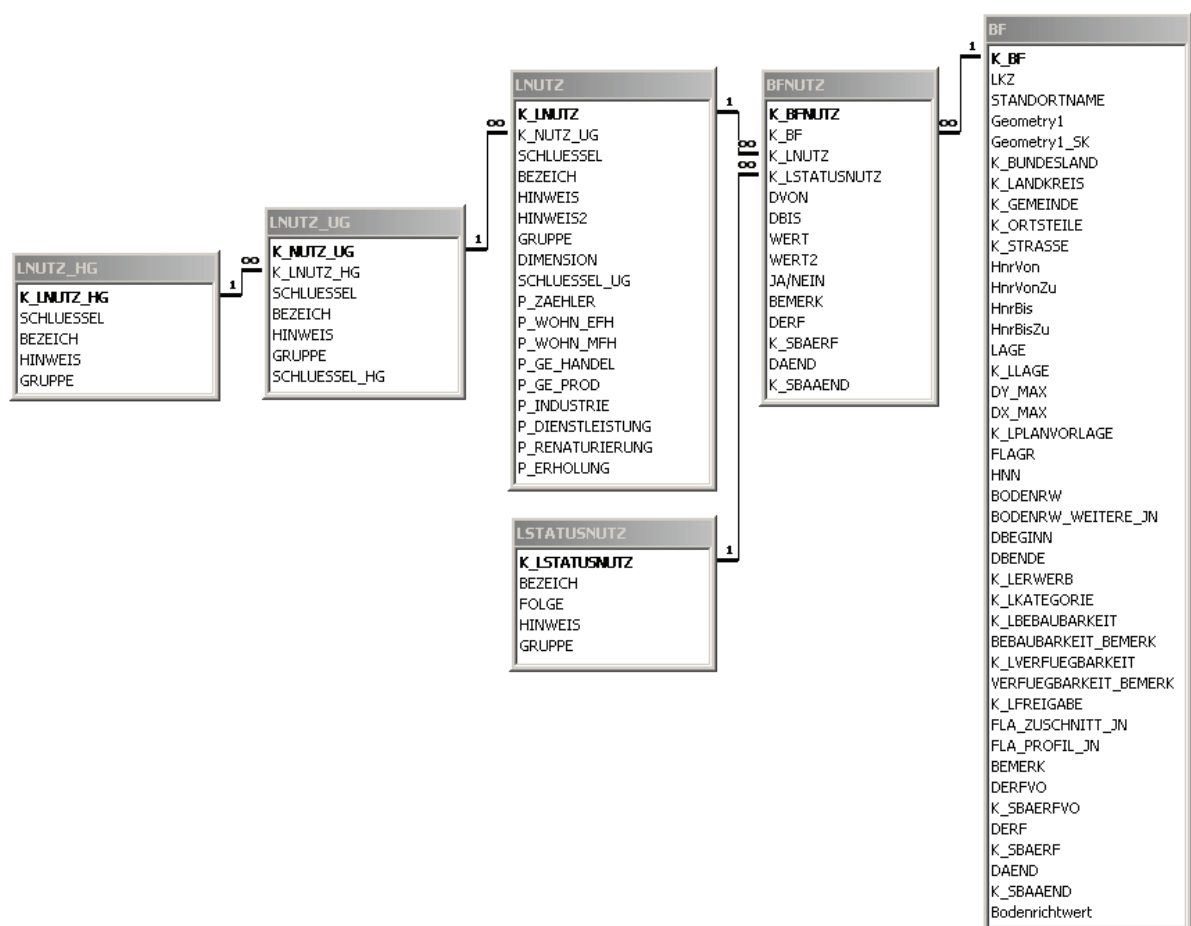 LNUTZ_HG
K_LNUTZ_HG
SCHLUESSEL
BEZEICH
HINWEIS
GRUPPE
1
∞
LNUTZ_UG
K_NUTZ_UG
K_LNUTZ_HG
SCHLUESSEL
BEZEICH
HINWEIS
GRUPPE
SCHLUESSEL_HG
1
∞
LNUTZ
K_LNUTZ
K_NUTZ_UG
SCHLUESSEL
BEZEICH
HINWEIS
HINWEIS2
GRUPPE
DIMENSION
SCHLUESSEL_UG
P_ZAEHLER
P_WOHN_EFH
P_WOHN_MFH
P_GE_HANDEL
P_GE_PROD
P_INDUSTRIE
P_DIENSTLEISTUNG
P_RENATURIERUNG
P_ERHOLUNG
1
∞
LSTATUSNUTZ
K_LSTATUSNUTZ
BEZEICH
FOLGE
HINWEIS
GRUPPE
1
∞
BFNUTZ
K_BFNUTZ
K_BF
K_LNUTZ
K_LSTATUSNUTZ
DVON
DBIS
WERT
WERT2
JA/NEIN
BEMERK
DERF
K_SBAERF
DAEND
K_SBAAEND
∞
1
BF
K_BF
LKZ
STANDORTNAME
Geometry1
Geometry1_SK
K_BUNDESLAND
K_LANDKREIS
K_GEMEINDE
K_ORTSTEILE
K_STRASSE
HnrVon
HnrVonZu
HnrBis
HnrBisZu
LAGE
K_LLAGE
DY_MAX
DX_MAX
K_LPLANVORLAGE
FLAGR
HNN
BODENRW
BODENRW_WEITERE_JN
DBEGINN
DBENDE
K_LERWERB
K_LKATEGORIE
K_LBEBAUBARKEIT
BEBAUBARKEIT_BEMERK
K_LVERFUEGBARKEIT
VERFUEGBARKEIT_BEMERK
K_LFREIGABE
FLA_ZUSCHNITT_JN
FLA_PROFIL_JN
BEMERK
DERFVO
K_SBAERFVO
DERF
K_SBAERF
DAEND
K_SBAAEND
Bodenrichtwert